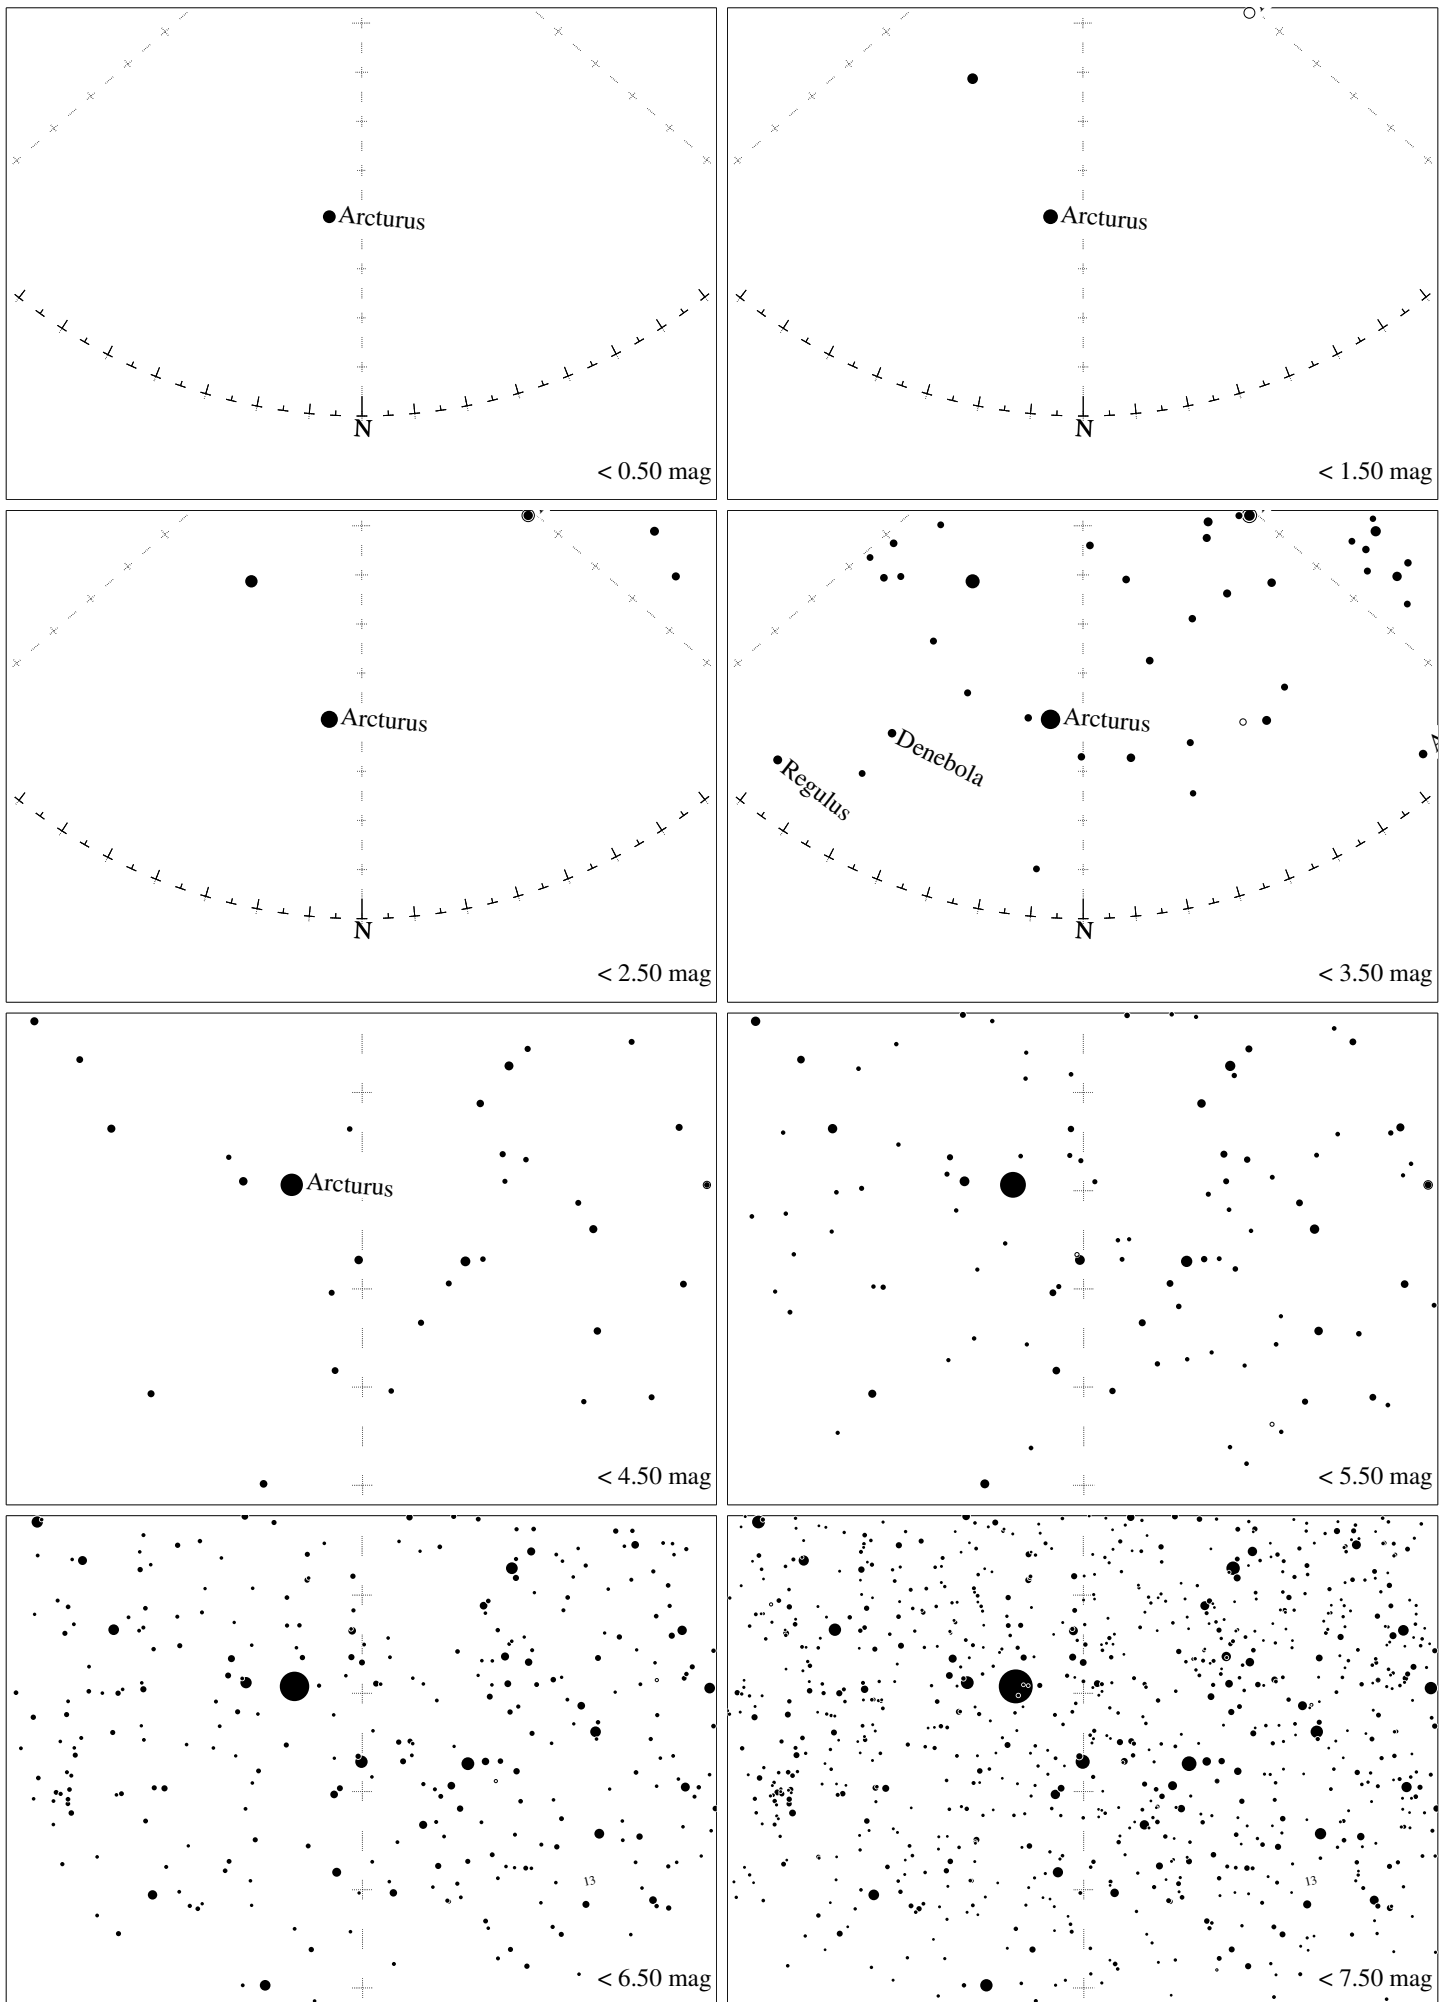 Arcturus
N
< 0.50 mag
Arcturus
N
< 1.50 mag
Arcturus
N
< 2.50 mag
Arcturus
Denebola
Regulus
N
< 3.50 mag
Arcturus
< 4.50 mag
< 5.50 mag
13
< 6.50 mag
13
< 7.50 mag